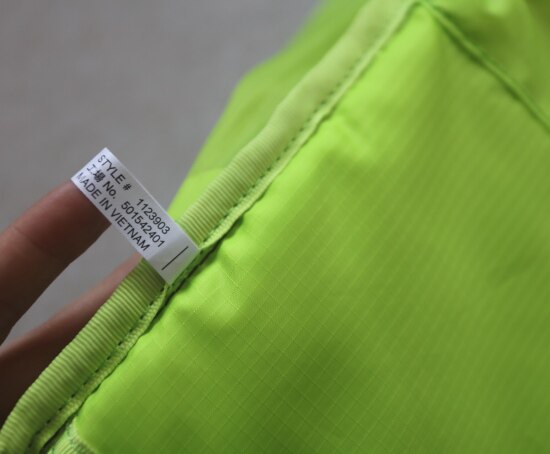 STYLE # 1123903
工場 No. 501542401
MADE IN VIETNAM